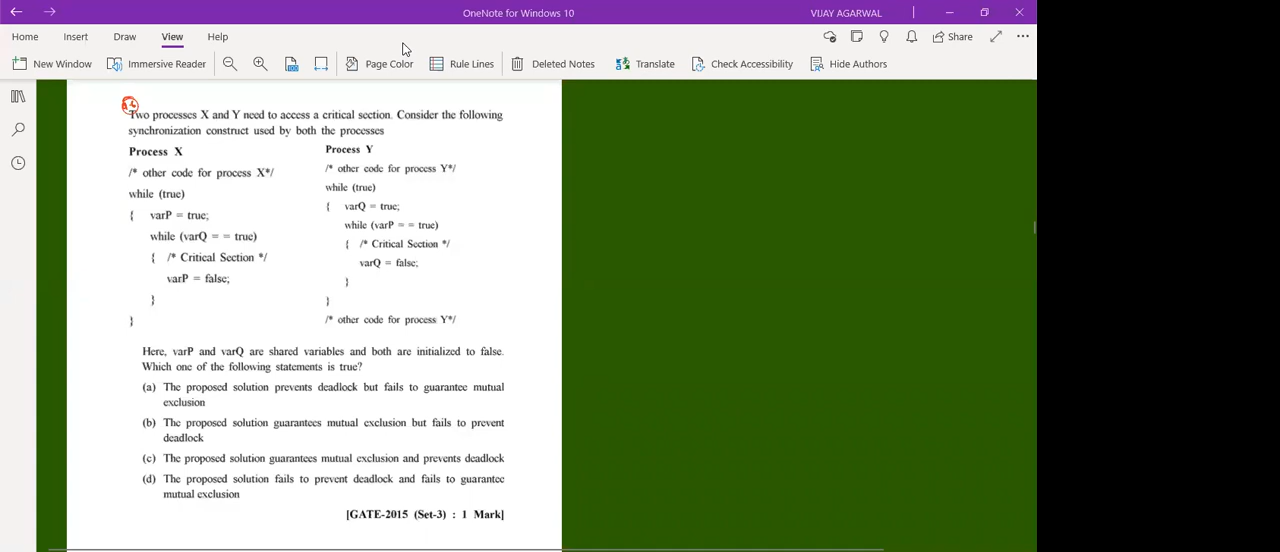 OneNote for Windows 10
VIJAY AGARWAL
Home Insert Draw View Help
Share
New Window Immersive Reader Page Color Rule Lines Deleted Notes Translate Check Accessibility Hide Authors
Two processes X and Y need to access a critical section. Consider the following
synchronization construct used by both the processes
Process X
/* other code for process X*/
while (true)
{ varP = true;
while (varQ = = true)
{ /* Critical Section */
varP = false;
}
}
Process Y
/* other code for process Y*/
while (true)
{ varQ = true;
while (varP = = true)
{ /* Critical Section */
varQ = false;
}
}
/* other code for process Y*/
Here, varP and varQ are shared variables and both are initialized to false.
Which one of the following statements is true?
(a) The proposed solution prevents deadlock but fails to guarantee mutual
exclusion
(b) The proposed solution guarantees mutual exclusion but fails to prevent
deadlock
(c) The proposed solution guarantees mutual exclusion and prevents deadlock
(d) The proposed solution fails to prevent deadlock and fails to guarantee
mutual exclusion
[GATE-2015 (Set-3) : 1 Mark]